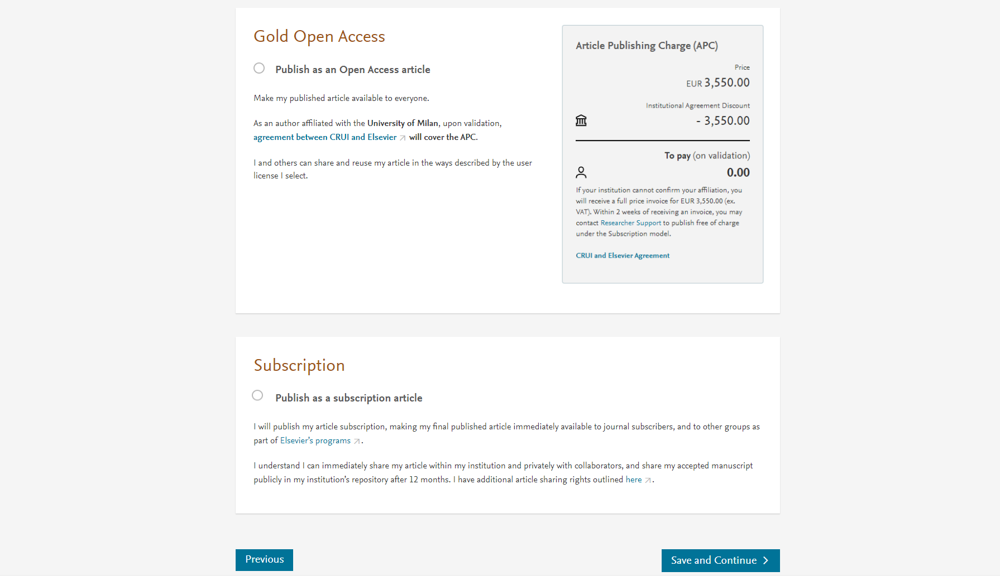 Gold Open Access
Publish as an Open Access article
Make my published article available to everyone.
As an author affiliated with the University of Milan, upon validation,
agreement between CRUI and Elsevier will cover the APC.
I and others can share and reuse my article in the ways described by the user
license I select.
Article Publishing Charge (APC)
Price
EUR 3,550.00
Institutional Agreement Discount
- 3,550.00
To pay (on validation)
0.00
If your institution cannot confirm your affiliation, you
will receive a full price invoice for EUR 3,550.00 (ex.
VAT). Within 2 weeks of receiving an invoice, you may
contact Researcher Support to publish free of charge
under the Subscription model.
CRUI and Elsevier Agreement
Subscription
Publish as a subscription article
I will publish my article subscription, making my final published article immediately available to journal subscribers, and to other groups as
part of Elsevier's programs .
I understand I can immediately share my article within my institution and privately with collaborators, and share my accepted manuscript
publicly in my institution's repository after 12 months. I have additional article sharing rights outlined here .
Previous
Save and Continue